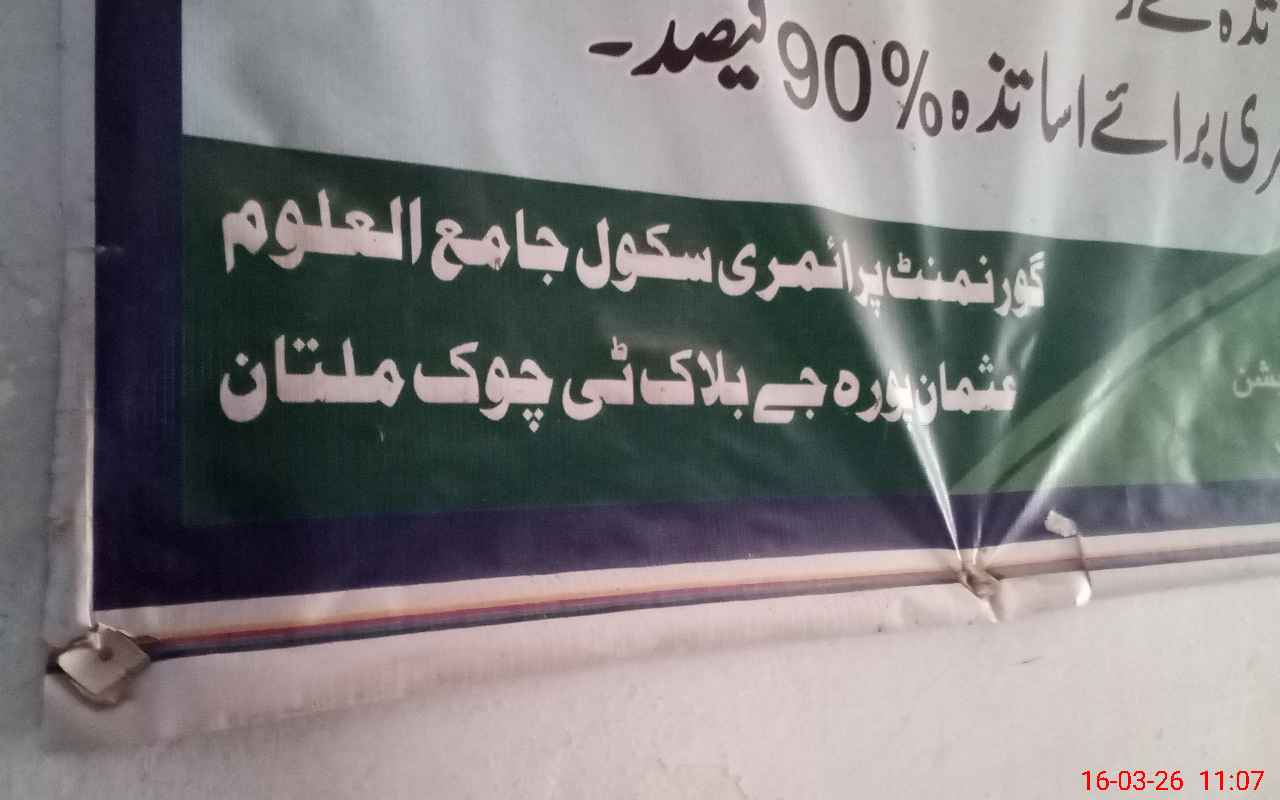 ری برائے اساتذہ %90 فیصد۔
گورنمنٹ پرائمری سکول جامع العلوم
عثمان پورہ جے بلاک ٹی چوک ملتان
16-03-26 11:07